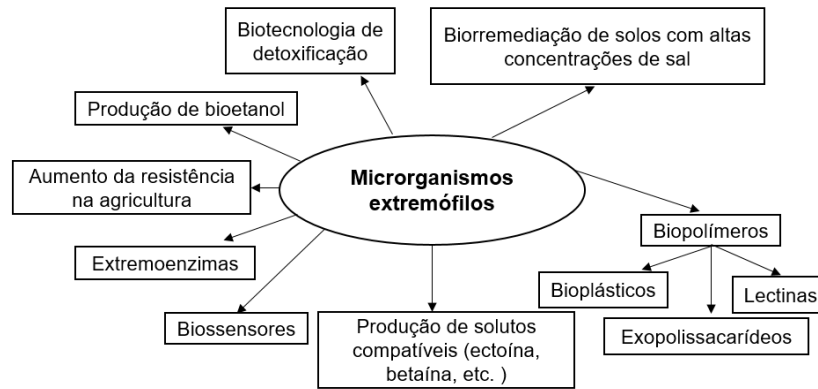 Biotecnologia de
detoxificação
Biorremediação de solos com altas
concentrações de sal
Produção de bioetanol
Aumento da resistência
na agricultura
Microrganismos
extremófilos
Biopolímeros
Extremoenzimas
Bioplásticos
Lectinas
Biossensores
Produção de solutos
compatíveis (ectoína,
betaína, etc. )
Exopolissacarídeos